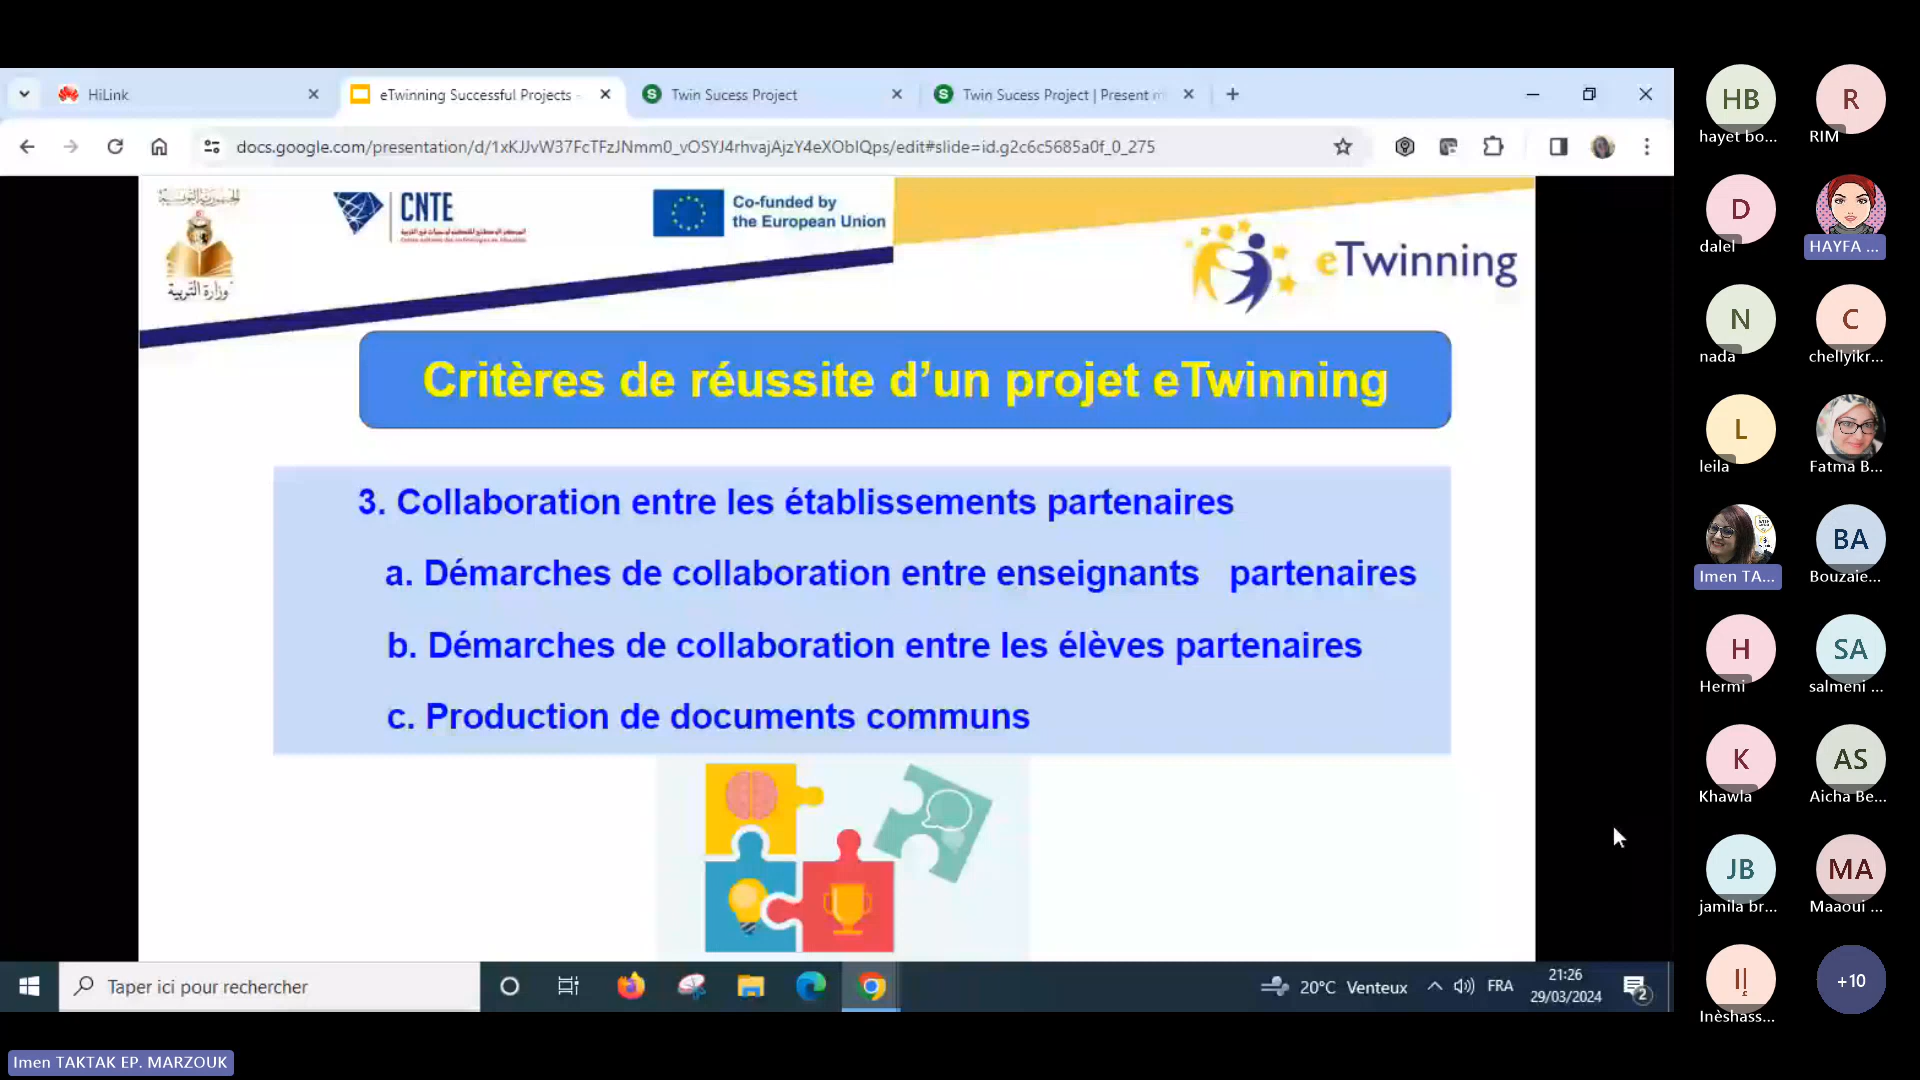 HiLink
eTwinning Successful Projects -
Twin Sucess Project
Twin Sucess Project | Present m
docs.google.com/presentation/d/1xKJJvW37FcTFzJNmm0_vOSYJ4rhvajAjzY4eXOblQps/edit#slide=id.g2c6c5685a0f_0_275
وزارة التربية
CNTE
Co-funded by
the European Union
eTwinning
Critères de réussite d’un projet eTwinning
3. Collaboration entre les établissements partenaires
a. Démarches de collaboration entre enseignants partenaires
b. Démarches de collaboration entre les élèves partenaires
c. Production de documents communs
Taper ici pour rechercher
20°C Venteux
FRA
21:26
29/03/2024
2
HB
hayet bo...
R
RIM
D
dalel
HAYFA ...
N
nada
C
chellyikr...
L
leila
Fatma B...
Imen TA...
BA
Bouzaie...
H
Hermi
SA
salmeni ...
K
Khawla
AS
Aicha Be...
JB
jamila br...
MA
Maaoui ...
Inèshass...
+10
Imen TAKTAK EP. MARZOUK